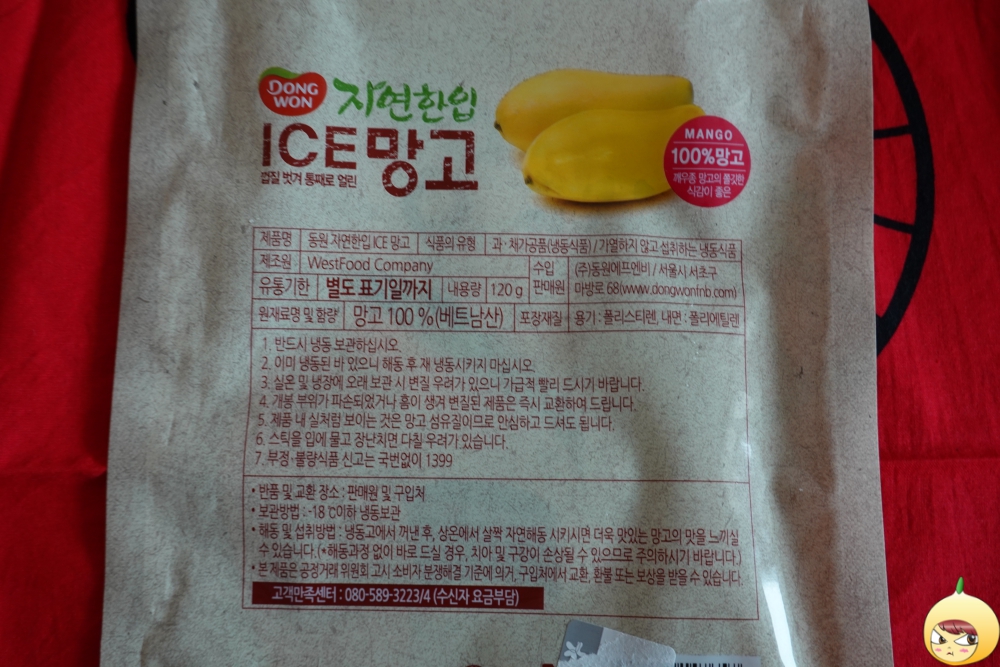 DONG
WON
자연한입
ICE 망고
껍질 벗겨 통째로 얼린
MANGO
100%망고
깨우종 망고의 쫄깃한
식감이 좋은
제품명 동원 자연한입 ICE 망고 식품의 유형 과·채가공품(냉동식품) / 가열하지 않고 섭취하는 냉동식품
제조원 WestFood Company 수입 판매원 (주)동원에프엔비 / 서울시 서초구
마방로 68(www.dongwonfnb.com)
유통기한 별도 표기일까지 내용량 120 g
원재료명 및 함량 망고 100 %(베트남산) 포장재질 용기 : 폴리스티렌, 내면 : 폴리에틸렌
1. 반드시 냉동 보관하십시오.
2. 이미 냉동된 바 있으니 해동 후 재 냉동시키지 마십시오.
3. 실온 및 냉장에 오래 보관 시 변질 우려가 있으니 가급적 빨리 드시기 바랍니다.
4. 개봉 부위가 파손되었거나 흠이 생겨 변질된 제품은 즉시 교환하여 드립니다.
5. 제품 내 실처럼 보이는 것은 망고 섬유질이므로 안심하고 드셔도 됩니다.
6. 스틱을 입에 물고 장난치면 다칠 우려가 있습니다.
7. 부정·불량식품 신고는 국번없이 1399
• 반품 및 교환 장소 : 판매원 및 구입처
• 보관방법 : -18 ℃이하 냉동보관
• 해동 및 섭취방법 : 냉동고에서 꺼낸 후, 상온에서 살짝 자연해동 시키시면 더욱 맛있는 망고의 맛을 느끼실
수 있습니다.(*해동과정 없이 바로 드실 경우, 치아 및 구강이 손상될 수 있으므로 주의하시기 바랍니다.)
• 본 제품은 공정거래 위원회 고시 소비자 분쟁해결 기준에 의거, 구입처에서 교환, 환불 또는 보상을 받을 수 있습니다.
고객만족센터 : 080-589-3223/4 (수신자 요금부담)